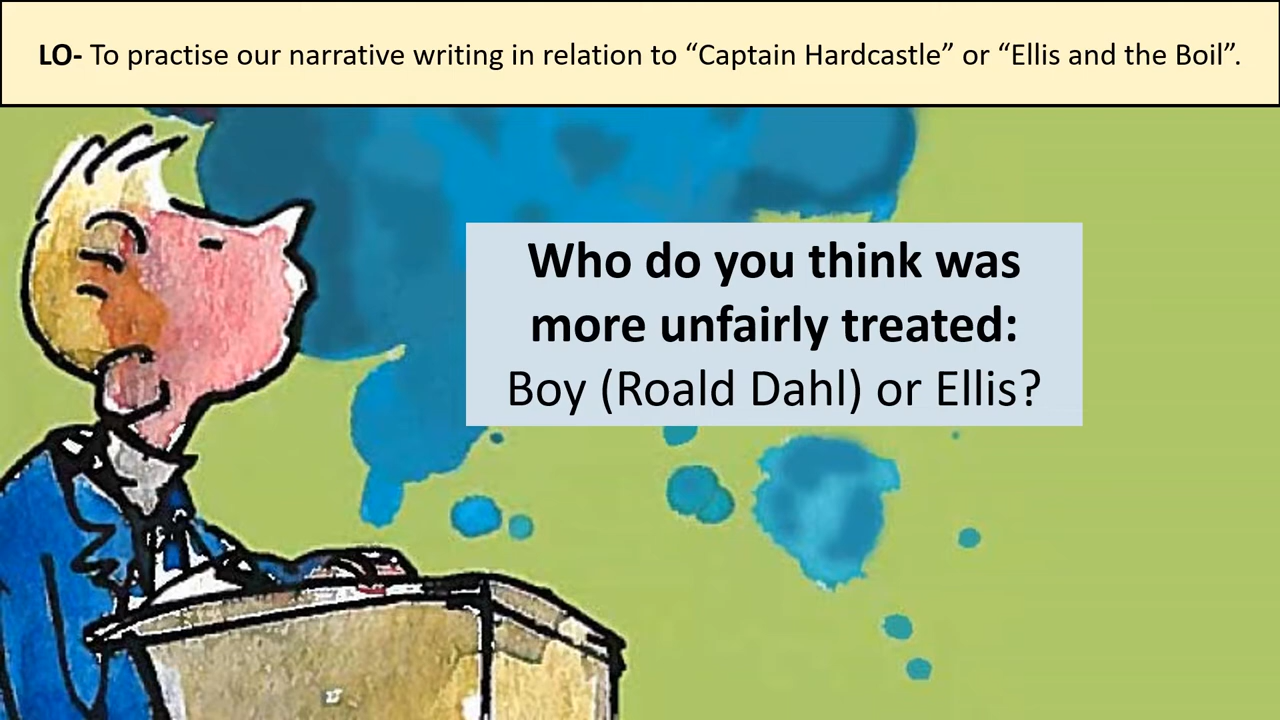 LO- To practise our narrative writing in relation to “Captain Hardcastle” or “Ellis and the Boil”.
Who do you think was
more unfairly treated:
Boy (Roald Dahl) or Ellis?